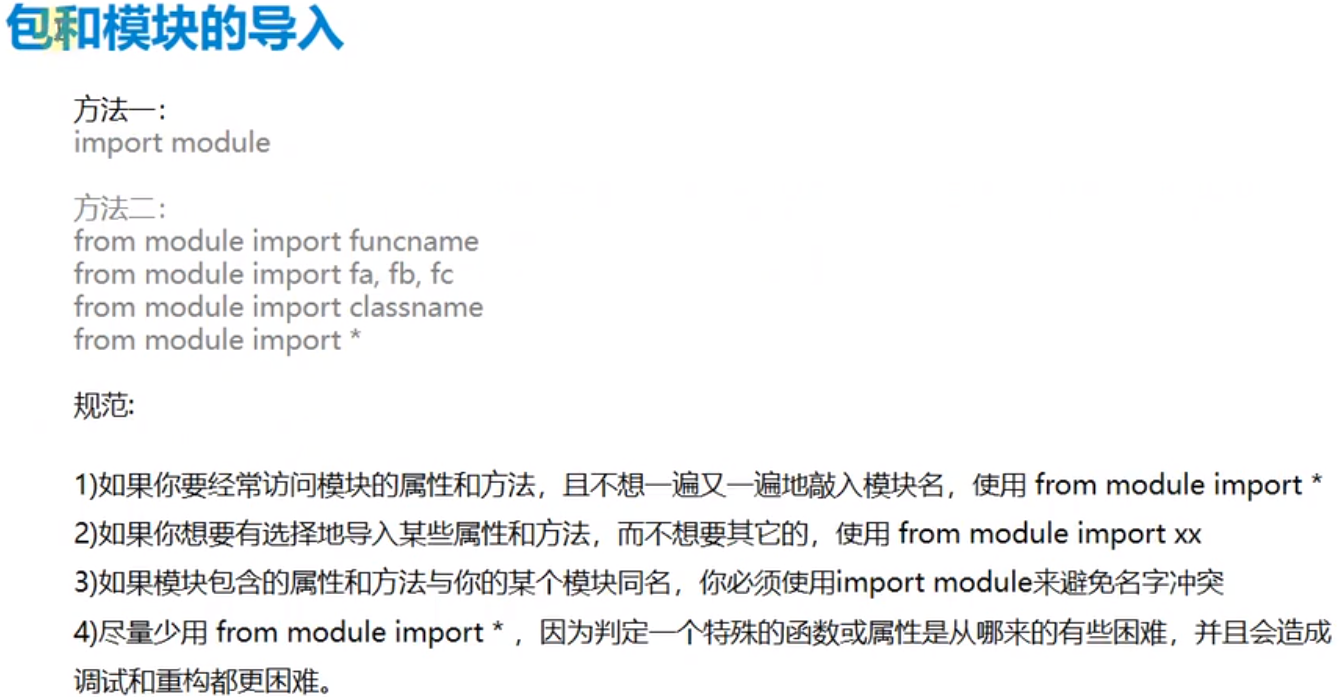 包和模块的导入
方法一：
import module
方法二：
from module import funcname
from module import fa, fb, fc
from module import classname
from module import *
规范:
1)如果你要经常访问模块的属性和方法，且不想一遍又一遍地敲入模块名，使用 from module import *
2)如果你想要有选择地导入某些属性和方法，而不想要其它的，使用 from module import xx
3)如果模块包含的属性和方法与你的某个模块同名，你必须使用import module来避免名字冲突
4)尽量少用 from module import * ，因为判定一个特殊的函数或属性是从哪来的有些困难，并且会造成
调试和重构都更困难。